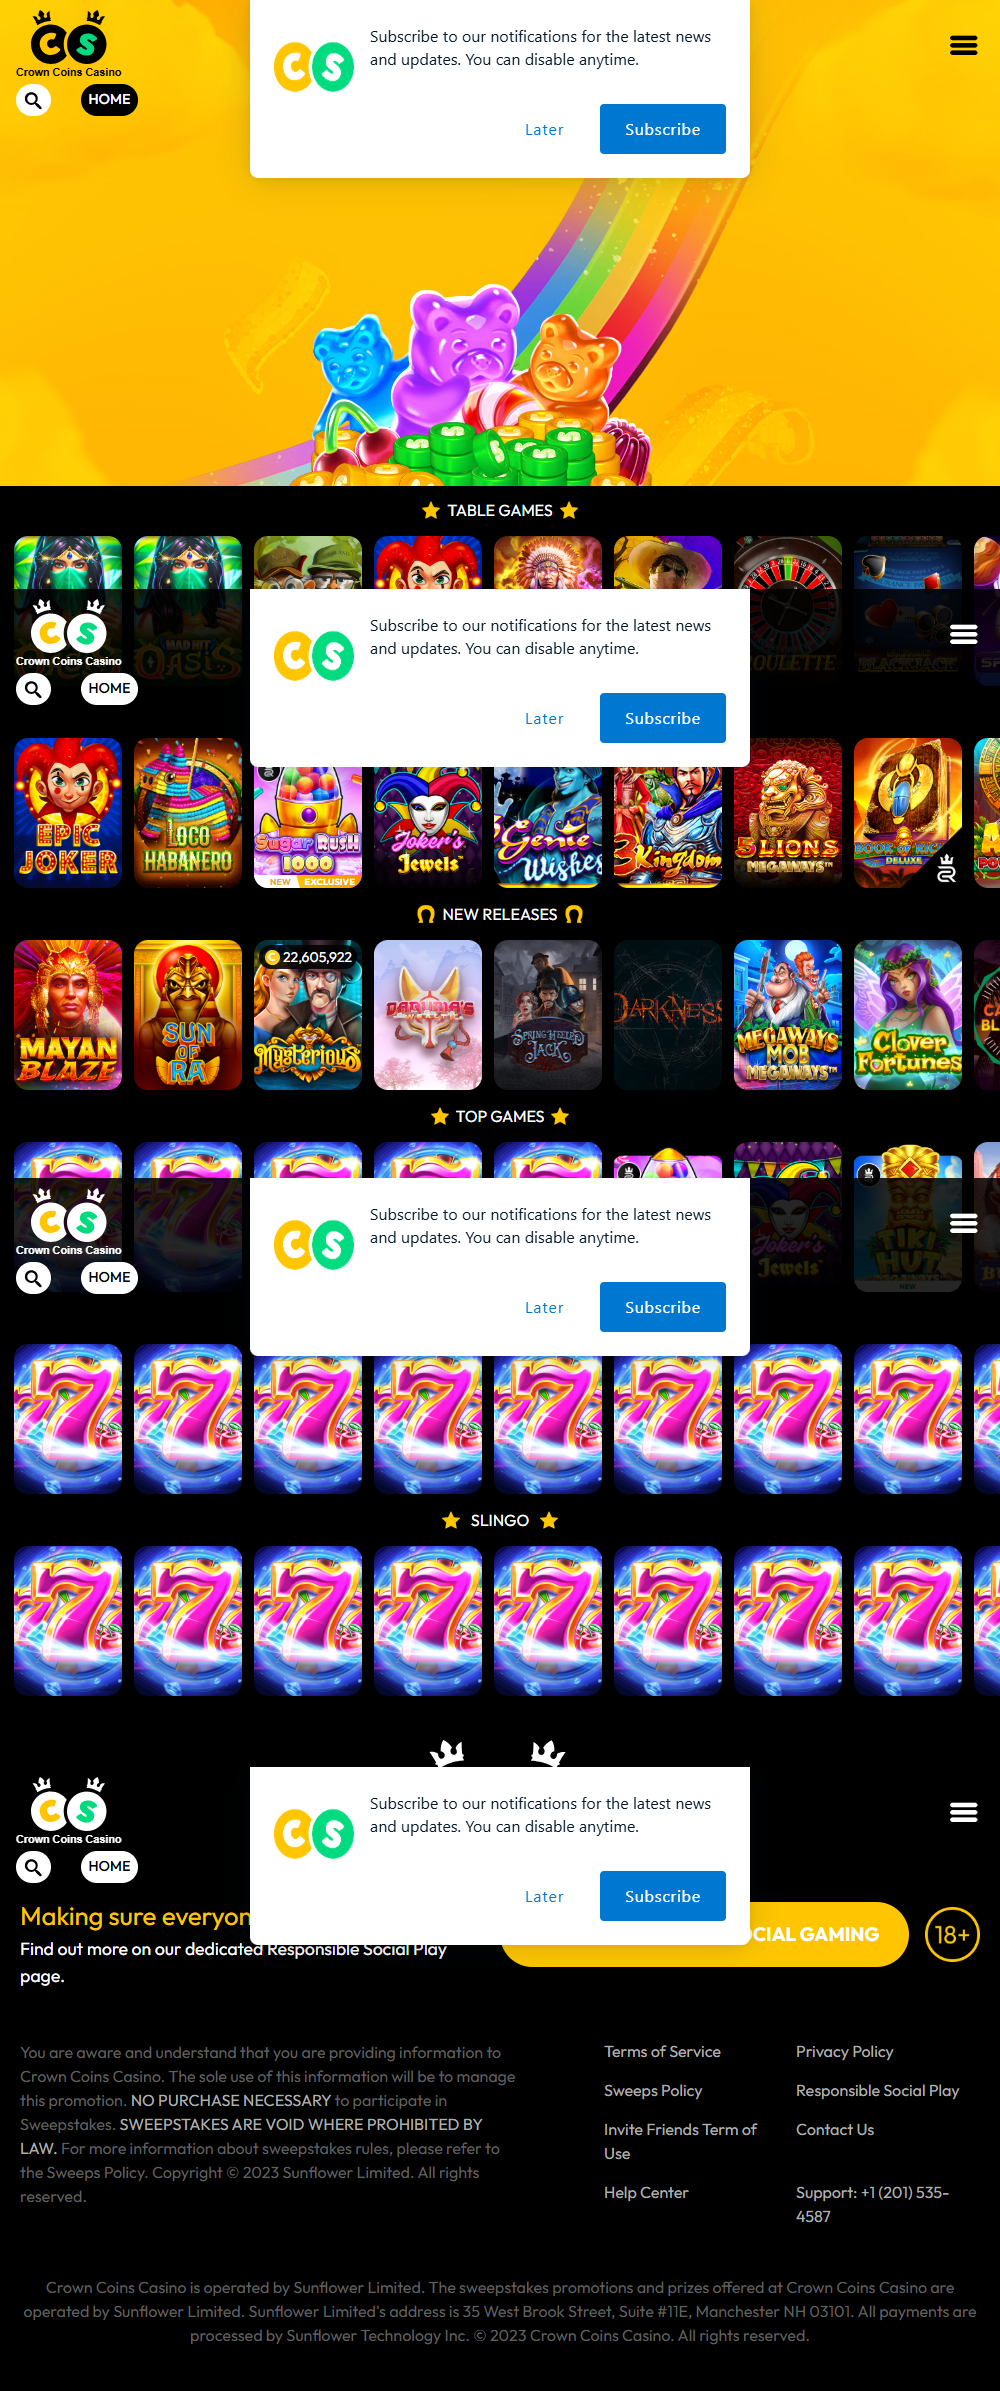 Crown Coins Casino
HOME
Subscribe to our notifications for the latest news
and updates. You can disable anytime.
Later
Subscribe
TABLE GAMES
MAD HIT
OASIS
ROULETTE
BLACKJACK
Crown Coins Casino
HOME
Subscribe to our notifications for the latest news
and updates. You can disable anytime.
Later
Subscribe
EPIC
JOKER
LOCO
HABANERO
Sugar RUSH
1000
NEW EXCLUSIVE
Joker's
Jewels™
Genie
Wishes
3 Kingdom
5 LIONS
MEGAWAYS™
BOOK OF RICHES
DELUXE
NEW RELEASES
MAYAN
BLAZE
SUN
OF
RA
22,605,922
Mysterious
DARUMA'S
SPRING HEELED
JACK
DARKNESS
MEGAWAYS
MOB
MEGAWAYS™
Clover
Fortunes
TOP GAMES
Joker's
Jewels™
TIKI
HUT
NEW
Crown Coins Casino
HOME
Subscribe to our notifications for the latest news
and updates. You can disable anytime.
Later
Subscribe
SLINGO
Crown Coins Casino
HOME
Subscribe to our notifications for the latest news
and updates. You can disable anytime.
Later
Subscribe
Making sure everyon
Find out more on our dedicated Responsible Social Play
page.
OCIAL GAMING
18+
You are aware and understand that you are providing information to
Crown Coins Casino. The sole use of this information will be to manage
this promotion. NO PURCHASE NECESSARY to participate in
Sweepstakes. SWEEPSTAKES ARE VOID WHERE PROHIBITED BY
LAW. For more information about sweepstakes rules, please refer to
the Sweeps Policy. Copyright © 2023 Sunflower Limited. All rights
reserved.
Terms of Service
Privacy Policy
Sweeps Policy
Responsible Social Play
Invite Friends Term of
Use
Contact Us
Help Center
Support: +1 (201) 535-
4587
Crown Coins Casino is operated by Sunflower Limited. The sweepstakes promotions and prizes offered at Crown Coins Casino are
operated by Sunflower Limited. Sunflower Limited's address is 35 West Brook Street, Suite #11E, Manchester NH 03101. All payments are
processed by Sunflower Technology Inc. © 2023 Crown Coins Casino. All rights reserved.